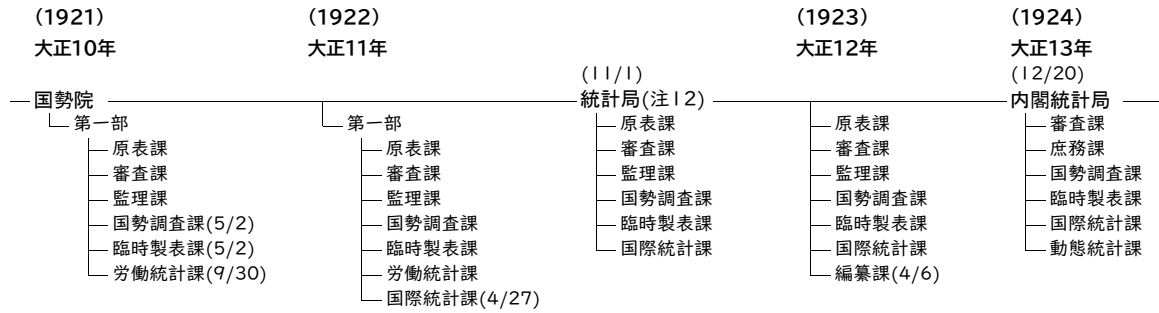 (1921)
大正10年
国勢院
第一部
原表課
審査課
監理課
国勢調査課(5/2)
臨時製表課(5/2)
労働統計課(9/30)
(1922)
大正11年
第一部
原表課
審査課
監理課
国勢調査課
臨時製表課
労働統計課
国際統計課(4/27)
(11/1)
統計局(注12)
原表課
審査課
監理課
国勢調査課
臨時製表課
国際統計課
(1923)
大正12年
原表課
審査課
監理課
国勢調査課
臨時製表課
国際統計課
編纂課(4/6)
(1924)
大正13年
(12/20)
内閣統計局
審査課
庶務課
国勢調査課
臨時製表課
国際統計課
動態統計課